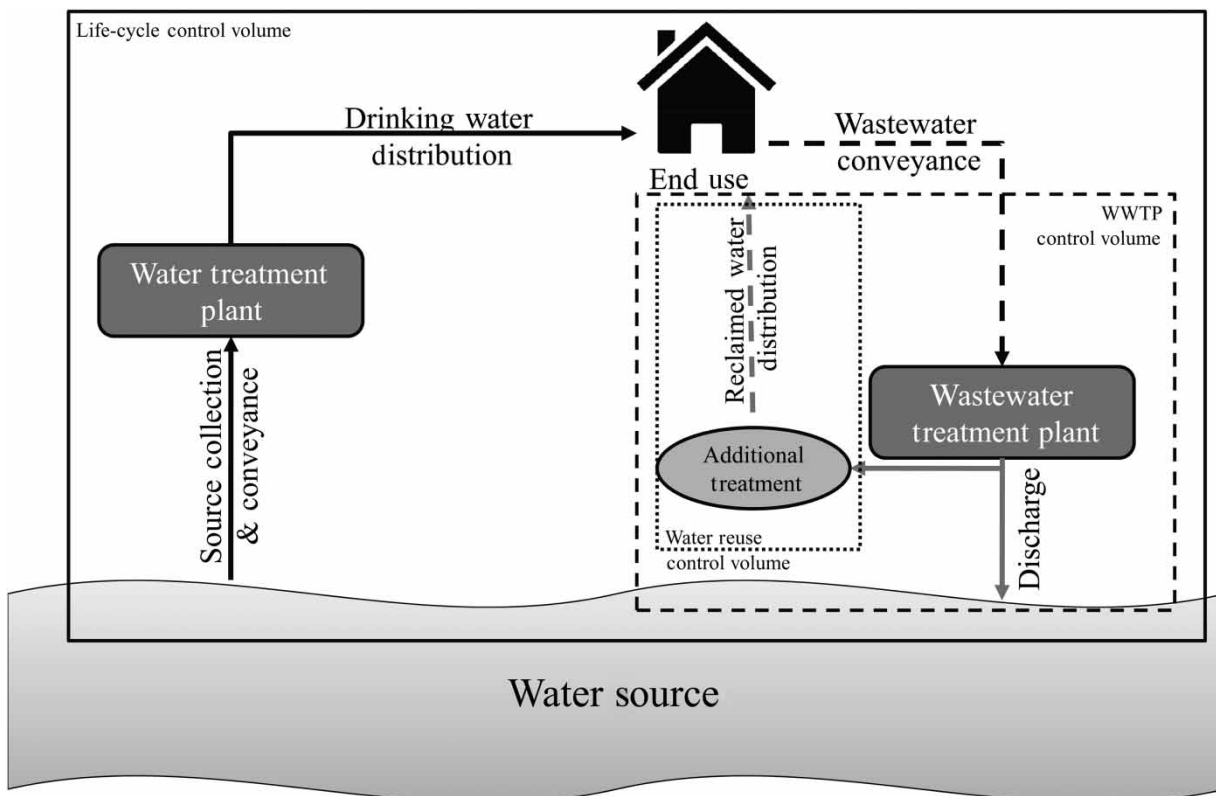 Life-cycle control volume
Drinking water
distribution
Wastewater
conveyance
End use
WWTP
control volume
Water treatment
plant
Reclaimed water
distribution
Source collection
& conveyance
Wastewater
treatment plant
Additional
treatment
Discharge
Water reuse
control volume
Water source